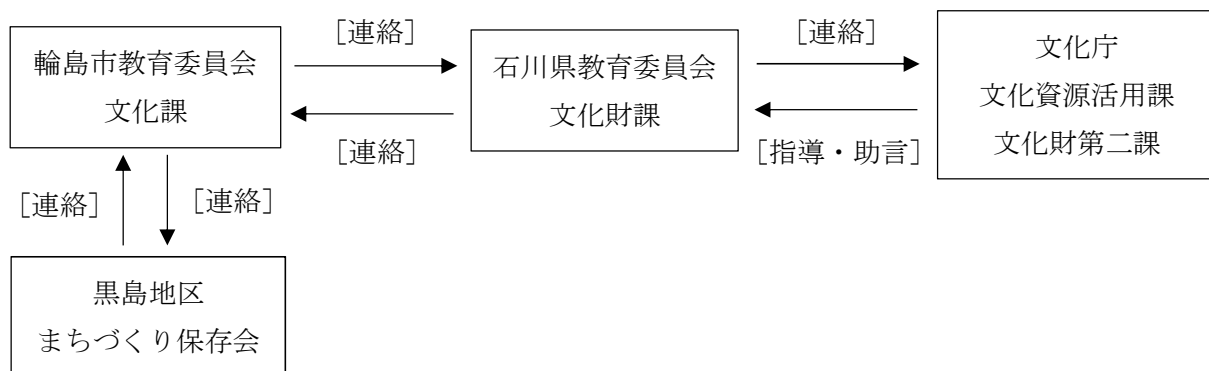 [連絡]
[連絡]
輪島市教育委員会
文化課
石川県教育委員会
文化財課
文化庁
文化資源活用課
文化財第二課
[連絡]
[指導・助言]
[連絡]
[連絡]
黒島地区
まちづくり保存会